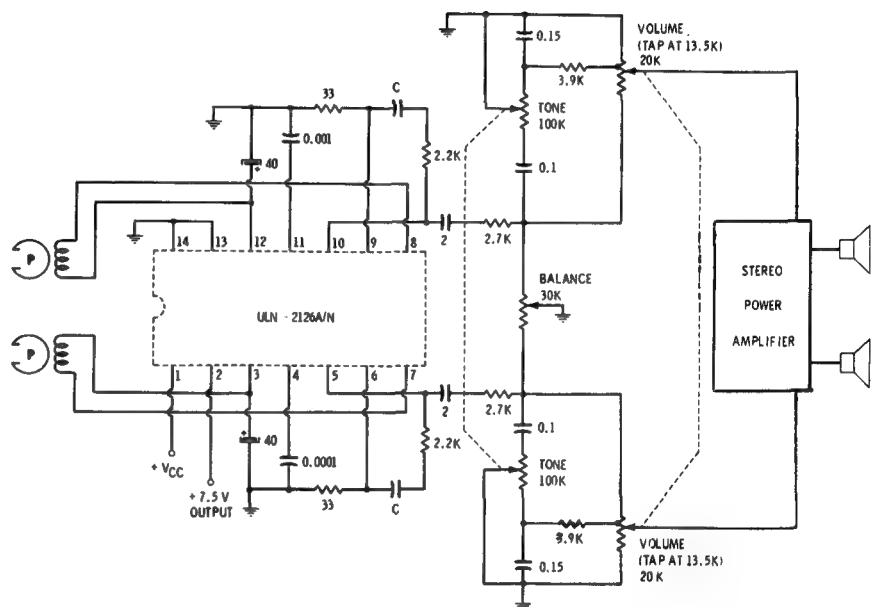 0.15
VOLUME
(TAP AT 13.5K)
20K
3.9K
33
C
TONE
100K
0.001
2.2K
40
+
0.1
14
13
12
11
10
9
8
2
2.7K
P
BALANCE
30K
STEREO
POWER
AMPLIFIER
ULN - 2126A/N
P
1
2
3
4
5
6
7
2
2.7K
40
+
2.2K
0.1
+ VCC
0.0001
TONE
100K
+7.5 V
OUTPUT
33
C
3.9K
VOLUME
(TAP AT 13.5K)
20K
0.15